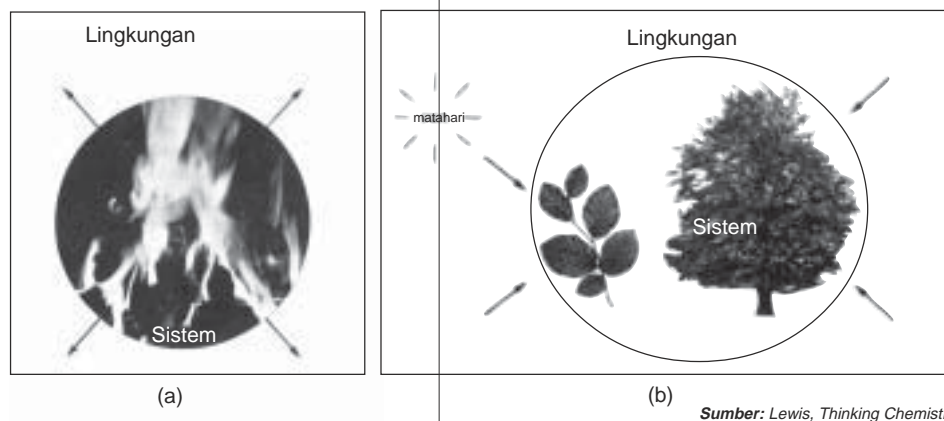 Lingkungan
Sistem
(a)
Lingkungan
matahari
Sistem
(b)
Sumber: Lewis, Thinking Chemist